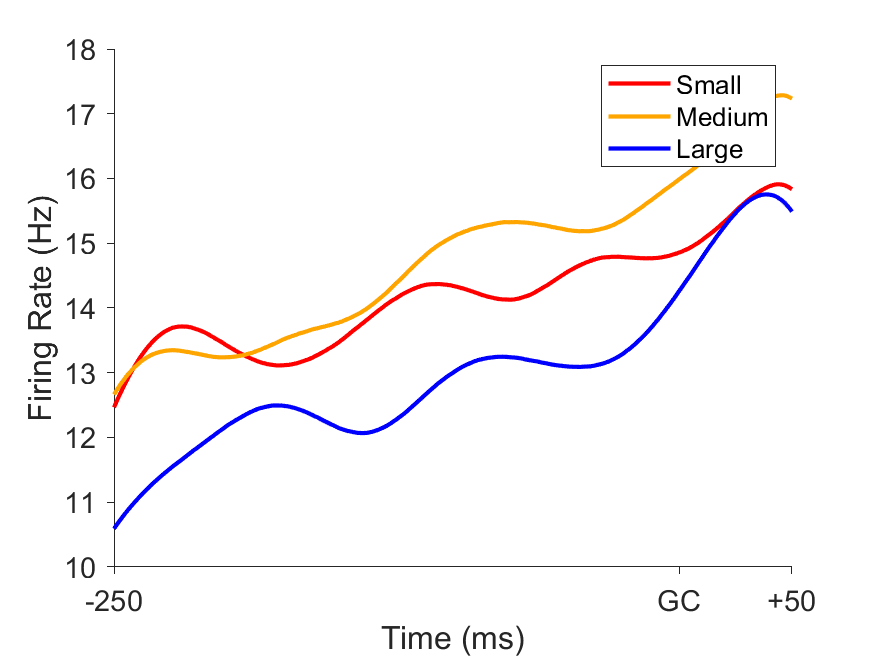 18
17
16
15
14
13
12
11
10
Firing Rate (Hz)
Small
Medium
Large
-250
GC
+50
Time (ms)